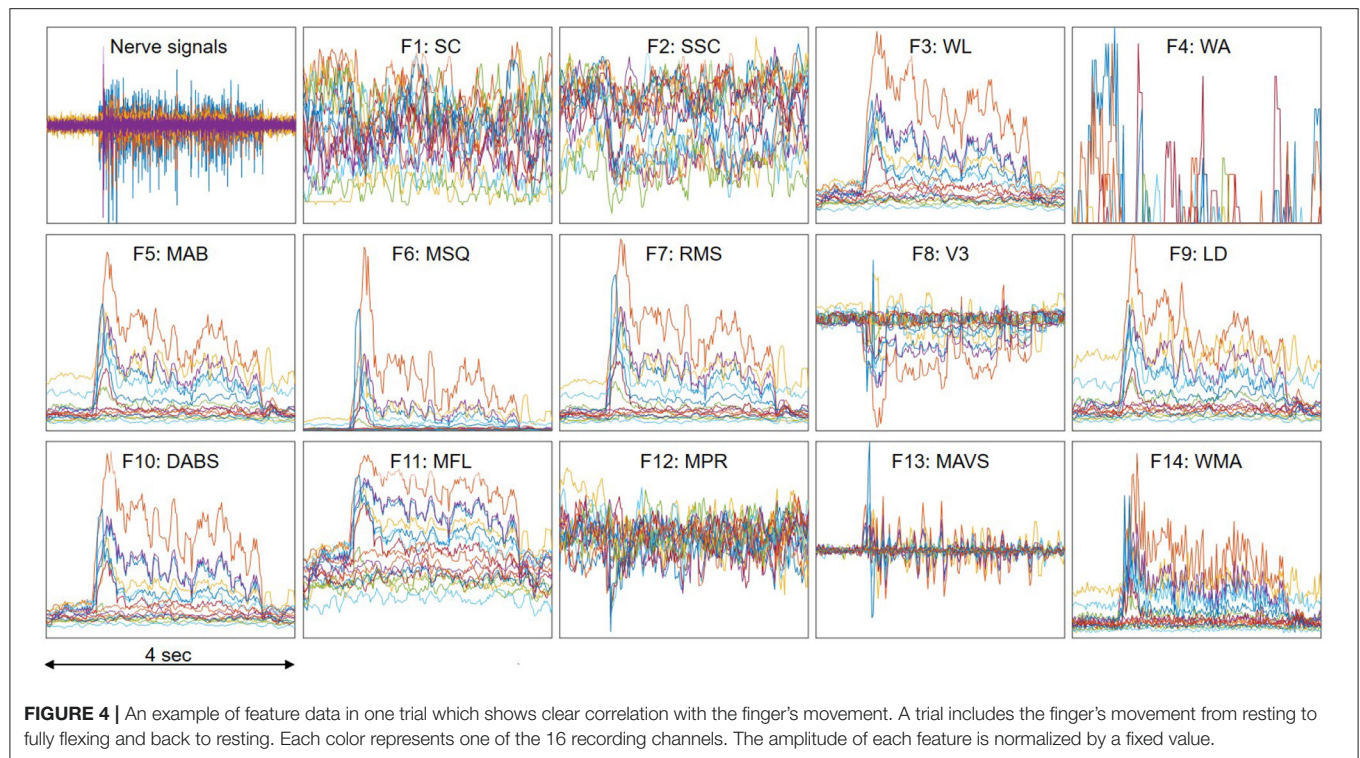 Nerve signals
F1: SC
F2: SSC
F3: WL
F4: WA
F5: MAB
F6: MSQ
F7: RMS
F8: V3
F9: LD
F10: DABS
F11: MFL
F12: MPR
F13: MAVS
F14: WMA
4 sec
FIGURE 4 | An example of feature data in one trial which shows clear correlation with the finger's movement. A trial includes the finger's movement from resting to
fully flexing and back to resting. Each color represents one of the 16 recording channels. The amplitude of each feature is normalized by a fixed value.